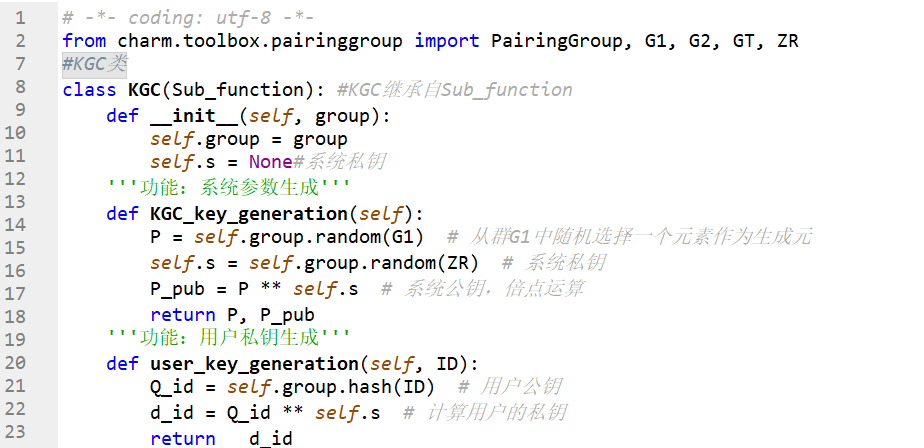 1 # -*- coding: utf-8 -*-
2 from charm.toolbox.pairinggroup import PairingGroup, G1, G2, GT, ZR
7 #KGC类
8 class KGC(Sub_function): #KGC继承自Sub_function
9     def __init__(self, group):
10         self.group = group
11         self.s = None#系统私钥
12     '''功能：系统参数生成'''
13     def KGC_key_generation(self):
14         P = self.group.random(G1)  # 从群G1中随机选择一个元素作为生成元
15         self.s = self.group.random(ZR)  # 系统私钥
16         P_pub = P ** self.s  # 系统公钥，倍点运算
17         return P, P_pub
18     '''功能：用户私钥生成'''
19     def user_key_generation(self, ID):
20         Q_id = self.group.hash(ID)  # 用户公钥
21         d_id = Q_id ** self.s  # 计算用户的私钥
22         return   d_id
23